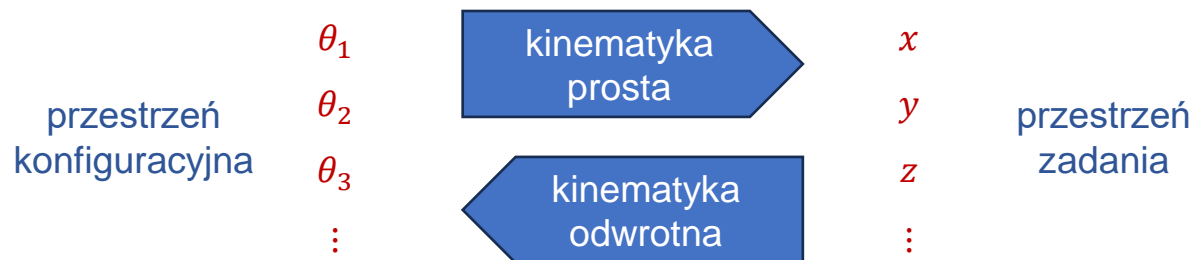 przestrzeń
konfiguracyjna
θ₁
θ₂
θ₃
⋮
kinematyka
prosta
kinematyka
odwrotna
x
y
z
⋮
przestrzeń
zadania